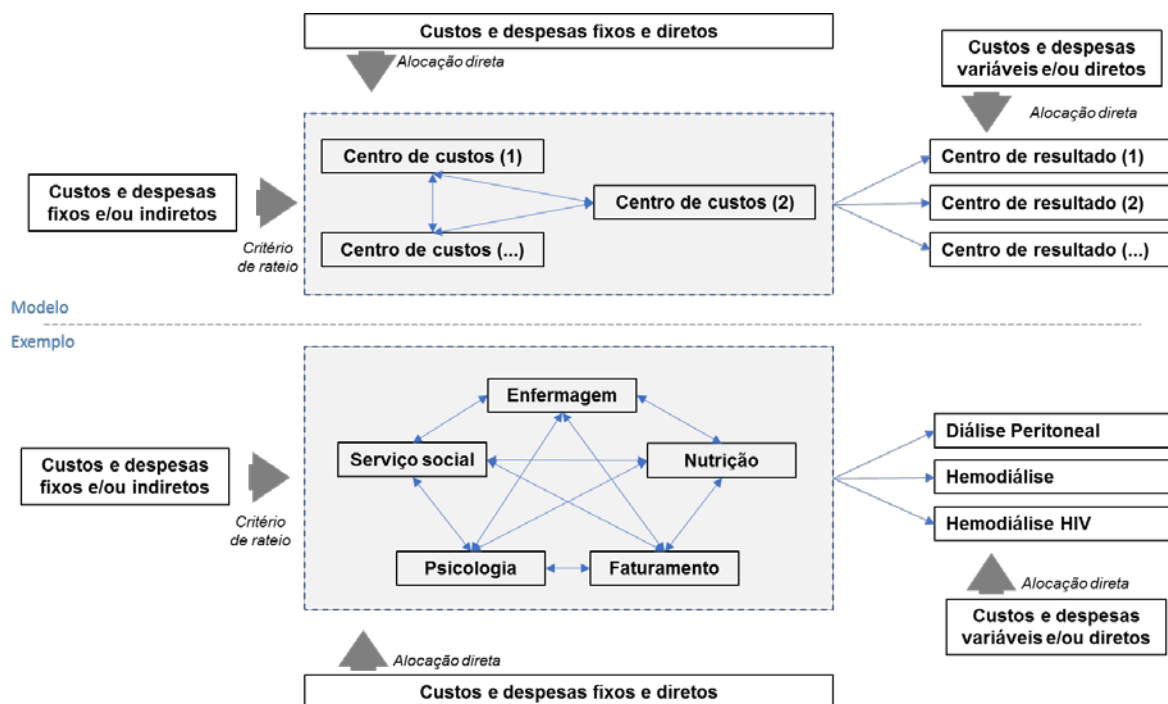 Custos e despesas fixos e diretos
Alocação direta
Custos e despesas
variáveis e/ou diretos
Alocação direta
Custos e despesas
fixos e/ou indiretos
Critério
de rateio
Centro de custos (1)
Centro de custos (2)
Centro de custos (...)
Centro de resultado (1)
Centro de resultado (2)
Centro de resultado (...)
Modelo
Exemplo
Custos e despesas
fixos e/ou indiretos
Critério
de rateio
Enfermagem
Serviço social
Nutrição
Psicologia
Faturamento
Diálise Peritoneal
Hemodiálise
Hemodiálise HIV
Alocação direta
Custos e despesas
variáveis e/ou diretos
Alocação direta
Custos e despesas fixos e diretos